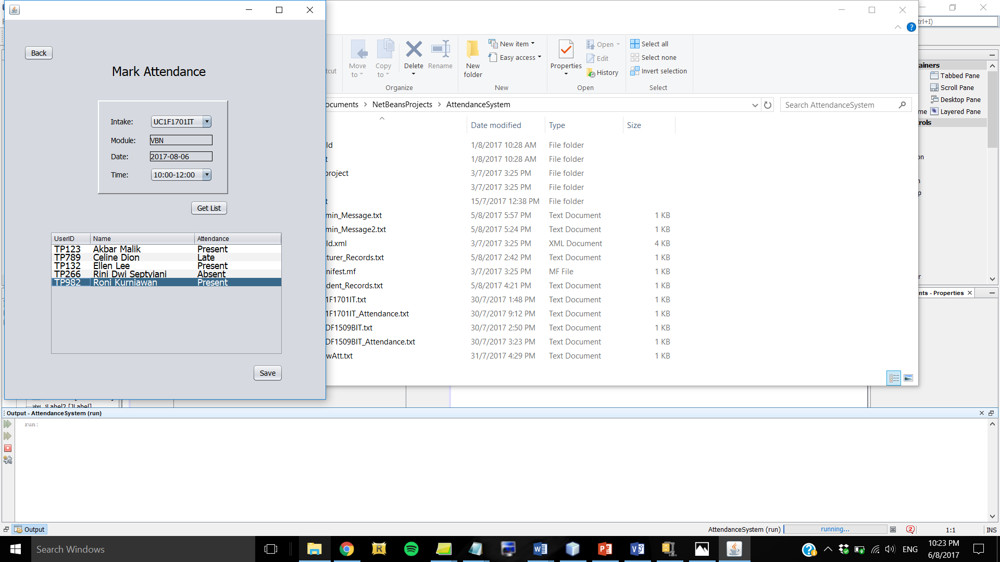 Back
Mark Attendance
Intake: UC1F1701IT
Module: VBN
Date: 2017-08-06
Time: 10:00-12:00
Get List
UserID Name Attendance
TP123 Akbar Malik Present
TP789 Celine Dion Late
TP132 Ellen Lee Present
TP266 Rini Dwi Septyiani Absent
TP982 Roni Kurniawan Present
Save
trl+I)
cut
Move to
Copy to
Delete
Rename
Organize
New folder
New item
Easy access
New
Properties
Open
Edit
History
Open
Select all
Select none
Invert selection
Select
ocuments > NetBeansProjects > AttendanceSystem
Search AttendanceSystem
Date modified Type Size
ld 1/8/2017 10:28 AM File folder
t 1/8/2017 10:28 AM File folder
project 3/7/2017 3:25 PM File folder
3/7/2017 3:25 PM File folder
t 15/7/2017 12:38 PM File folder
min_Message.txt 5/8/2017 5:57 PM Text Document 1 KB
min_Message2.txt 5/8/2017 5:24 PM Text Document 1 KB
ld.xml 3/7/2017 3:25 PM XML Document 4 KB
cturer_Records.txt 5/8/2017 2:42 PM Text Document 1 KB
nifest.mf 3/7/2017 3:25 PM MF File 1 KB
dent_Records.txt 5/8/2017 4:21 PM Text Document 1 KB
1F1701IT.txt 30/7/2017 1:48 PM Text Document 1 KB
1F1701IT_Attendance.txt 30/7/2017 9:12 PM Text Document 1 KB
DF1509BIT.txt 30/7/2017 2:50 PM Text Document 1 KB
DF1509BIT_Attendance.txt 30/7/2017 3:23 PM Text Document 1 KB
wAtt.txt 31/7/2017 4:29 PM Text Document 1 KB
tainers
Tabbed Pane
Scroll Pane
Desktop Pane
me Layered Pane
rols
on
n
p
r
nts - Properties
jLabel2 [JLabel]
Output - AttendanceSystem (run)
run:
Output
AttendanceSystem (run) running... 2 1:1 INS
Search Windows
ENG
10:23 PM
6/8/2017